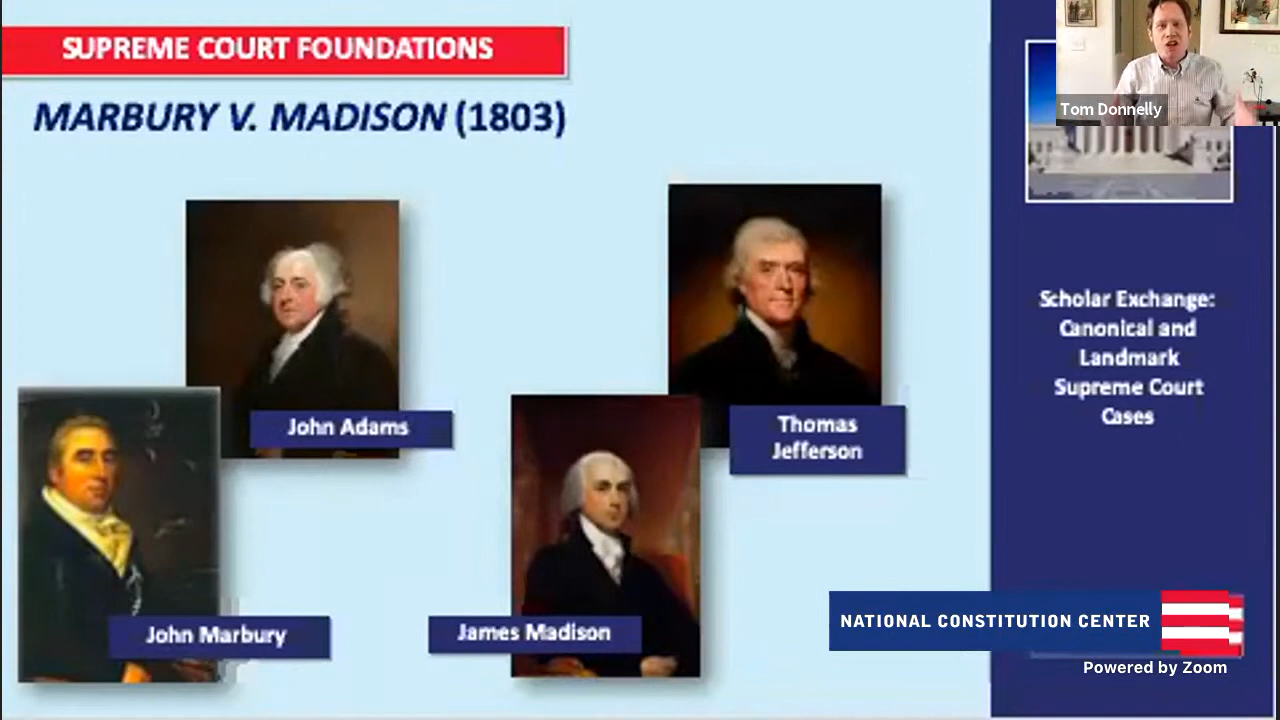 SUPREME COURT FOUNDATIONS
MARBURY V. MADISON (1803)
Tom Donnelly
John Adams
Thomas
Jefferson
John Marbury
James Madison
Scholar Exchange:
Canonical and
Landmark
Supreme Court
Cases
NATIONAL CONSTITUTION CENTER
Powered by Zoom